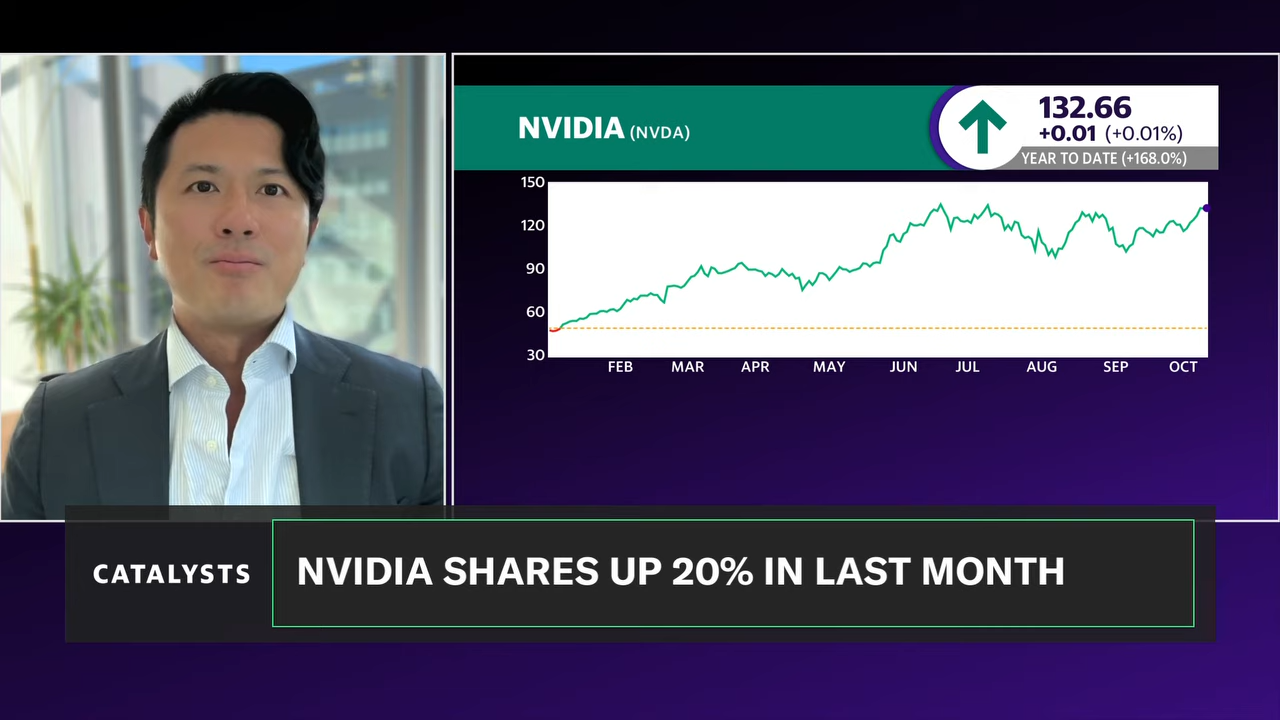 NVIDIA (NVDA)
132.66
+0.01 (+0.01%)
YEAR TO DATE (+168.0%)
150
120
90
60
30
FEB MAR APR MAY JUN JUL AUG SEP OCT
CATALYSTS
NVIDIA SHARES UP 20% IN LAST MONTH